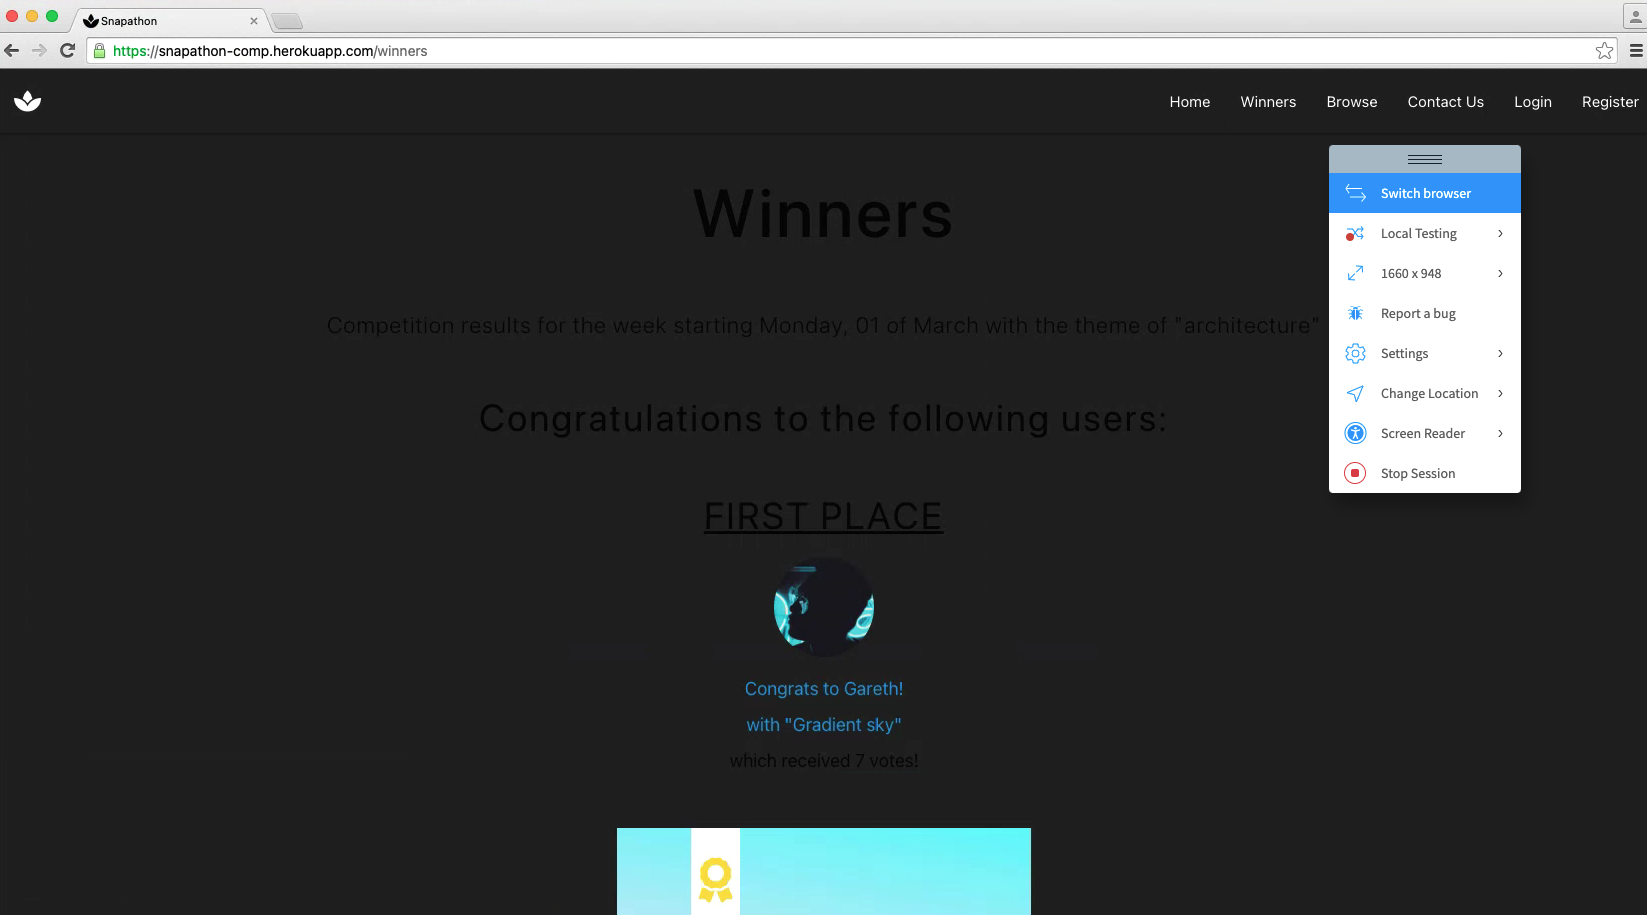 Snapathon
https://snapathon-comp.herokuapp.com/winners
Home Winners Browse Contact Us Login Register
Switch browser
Local Testing
1660 x 948
Report a bug
Settings
Change Location
Screen Reader
Stop Session
Winners
Competition results for the week starting Monday, 01 of March with the theme of "architecture"
Congratulations to the following users:
FIRST PLACE
Congrats to Gareth!
with "Gradient sky"
which received 7 votes!